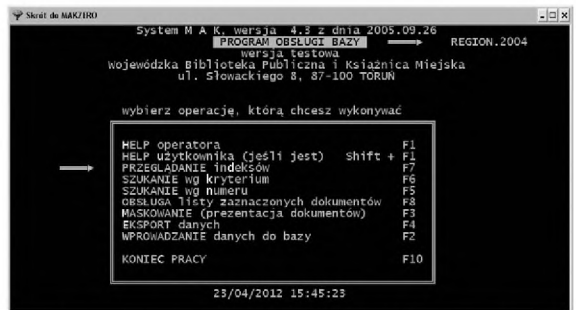 Skrót do MAKZIRO
System M A K, wersja 4.3 z dnia 2005.09.26
PROGRAM OBSŁUGI BAZY REGION.2004
wersja testowa
Wojewódzka Biblioteka Publiczna i Książnica Miejska
ul. Słowackiego 8, 87-100 TORUŃ
wybierz operację, którą chcesz wykonywać
HELP operatora F1
HELP użytkownika (jeśli jest) Shift + F1
PRZEGLĄDANIE indeksów F7
SZUKANIE wg kryterium F6
SZUKANIE wg numeru F5
OBSŁUGA listy zaznaczonych dokumentów F8
MASKOWANIE (prezentacja dokumentów) F3
EKSPORT danych F4
WPROWADZANIE danych do bazy F2
KONIEC PRACY F10
23/04/2012 15:45:23